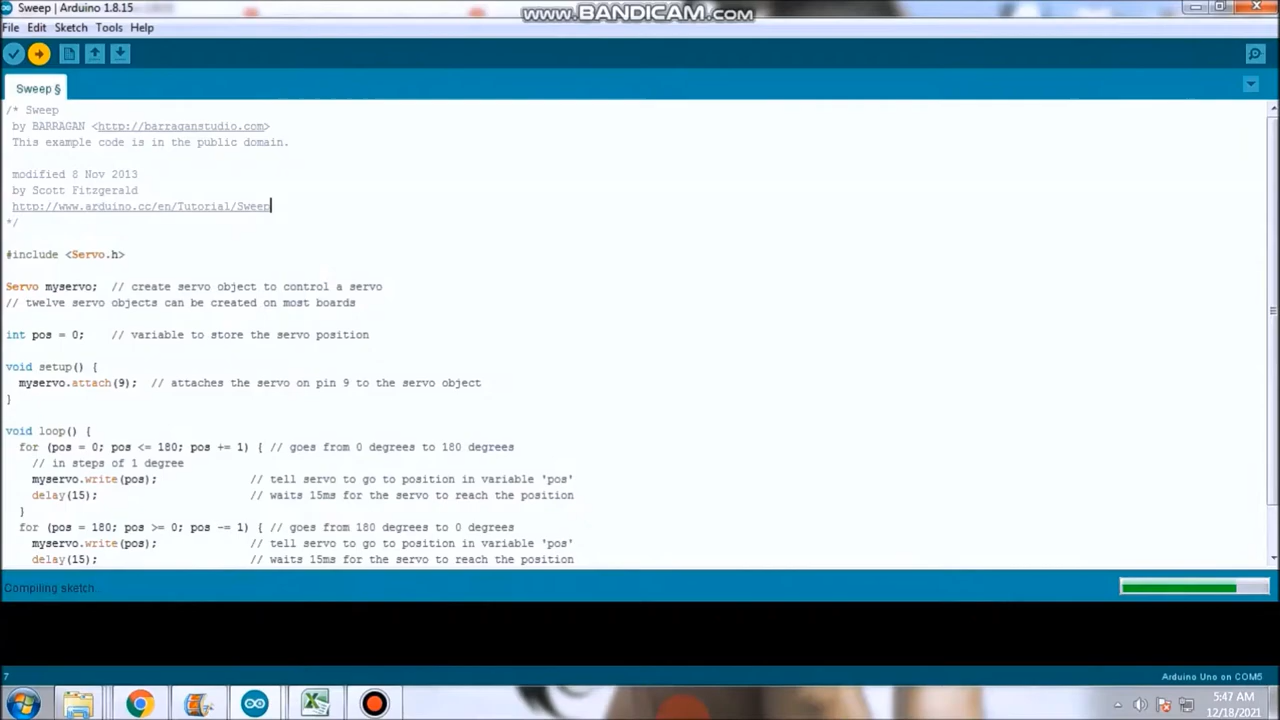 Sweep | Arduino 1.8.15
www.BANDICAM.com
File Edit Sketch Tools Help
Sweep §
/* Sweep
by BARRAGAN <http://barraganstudio.com>
This example code is in the public domain.
modified 8 Nov 2013
by Scott Fitzgerald
http://www.arduino.cc/en/Tutorial/Sweep
*/
#include <Servo.h>
Servo myservo;  // create servo object to control a servo
// twelve servo objects can be created on most boards
int pos = 0;    // variable to store the servo position
void setup() {
myservo.attach(9);  // attaches the servo on pin 9 to the servo object
}
void loop() {
for (pos = 0; pos <= 180; pos += 1) { // goes from 0 degrees to 180 degrees
// in steps of 1 degree
myservo.write(pos);              // tell servo to go to position in variable 'pos'
delay(15);                       // waits 15ms for the servo to reach the position
}
for (pos = 180; pos >= 0; pos -= 1) { // goes from 180 degrees to 0 degrees
myservo.write(pos);              // tell servo to go to position in variable 'pos'
delay(15);                       // waits 15ms for the servo to reach the position
Compiling sketch
7
Arduino Uno on COM5
5:47 AM
12/18/2021